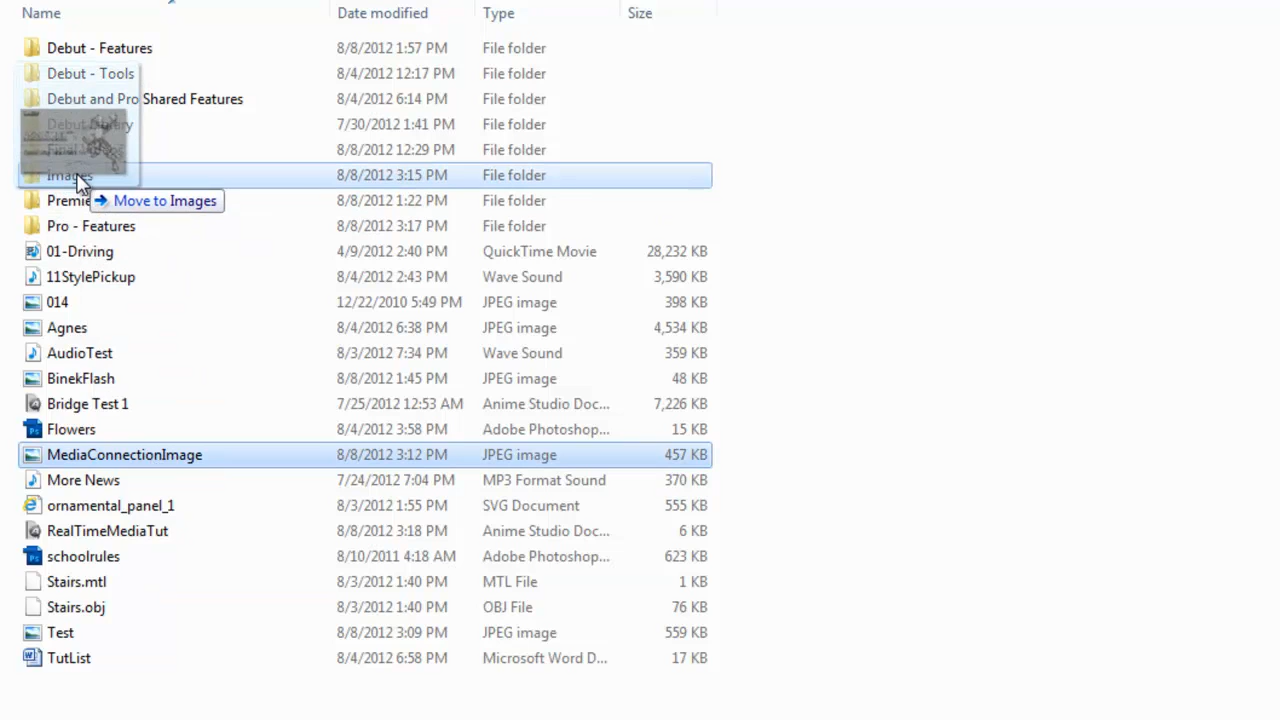 Name Date modified Type Size
Debut - Features 8/8/2012 1:57 PM File folder
Debut - Tools 8/4/2012 12:17 PM File folder
Debut and Pro Shared Features 8/4/2012 6:14 PM File folder
Debut Library 7/30/2012 1:41 PM File folder
Final Videos 8/8/2012 12:29 PM File folder
Images 8/8/2012 3:15 PM File folder
Move to Images 8/8/2012 1:22 PM File folder
Pro - Features 8/8/2012 3:17 PM File folder
01-Driving 4/9/2012 2:40 PM QuickTime Movie 28,232 KB
11StylePickup 8/4/2012 2:43 PM Wave Sound 3,590 KB
014 12/22/2010 5:49 PM JPEG image 398 KB
Agnes 8/4/2012 6:38 PM JPEG image 4,534 KB
AudioTest 8/3/2012 7:34 PM Wave Sound 359 KB
BinekFlash 8/8/2012 1:45 PM JPEG image 48 KB
Bridge Test 1 7/25/2012 12:53 AM Anime Studio Doc... 7,226 KB
Flowers 8/4/2012 3:58 PM Adobe Photoshop... 15 KB
MediaConnectionImage 8/8/2012 3:12 PM JPEG image 457 KB
More News 7/24/2012 7:04 PM MP3 Format Sound 370 KB
ornamental_panel_1 8/3/2012 1:55 PM SVG Document 555 KB
RealTimeMediaTut 8/8/2012 3:18 PM Anime Studio Doc... 6 KB
schoolrules 8/10/2011 4:18 AM Adobe Photoshop... 623 KB
Stairs.mtl 8/3/2012 1:40 PM MTL File 1 KB
Stairs.obj 8/3/2012 1:40 PM OBJ File 76 KB
Test 8/8/2012 3:09 PM JPEG image 559 KB
TutList 8/4/2012 6:58 PM Microsoft Word D... 17 KB